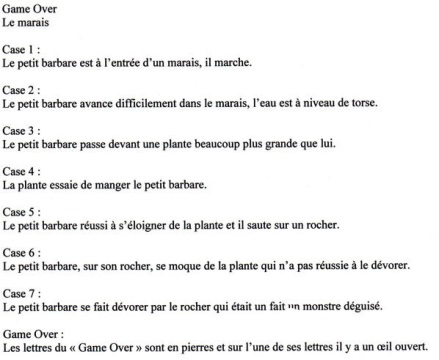 Game Over
Le marais
Case 1 :
Le petit barbare est à l'entrée d'un marais, il marche.
Case 2 :
Le petit barbare avance difficilement dans le marais, l'eau est à niveau de torse.
Case 3 :
Le petit barbare passe devant une plante beaucoup plus grande que lui.
Case 4 :
La plante essaie de manger le petit barbare.
Case 5 :
Le petit barbare réussi à s'éloigner de la plante et il saute sur un rocher.
Case 6 :
Le petit barbare, sur son rocher, se moque de la plante qui n'a pas réussie à le dévorer.
Case 7 :
Le petit barbare se fait dévorer par le rocher qui était un fait un monstre déguisé.
Game Over :
Les lettres du « Game Over » sont en pierres et sur l'une de ses lettres il y a un œil ouvert.